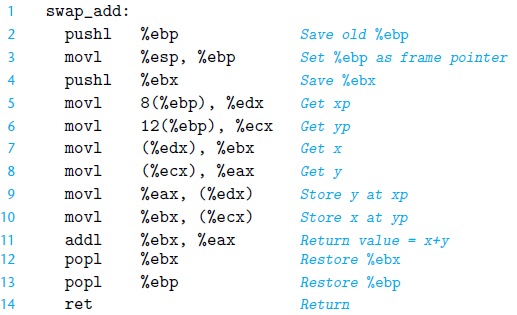 1 swap_add:
2 pushl %ebp Save old %ebp
3 movl %esp, %ebp Set %ebp as frame pointer
4 pushl %ebx Save %ebx
5 movl 8(%ebp), %edx Get xp
6 movl 12(%ebp), %ecx Get yp
7 movl (%edx), %ebx Get x
8 movl (%ecx), %eax Get y
9 movl %eax, (%edx) Store y at xp
10 movl %ebx, (%ecx) Store x at yp
11 addl %ebx, %eax Return value = x+y
12 popl %ebx Restore %ebx
13 popl %ebp Restore %ebp
14 ret Return